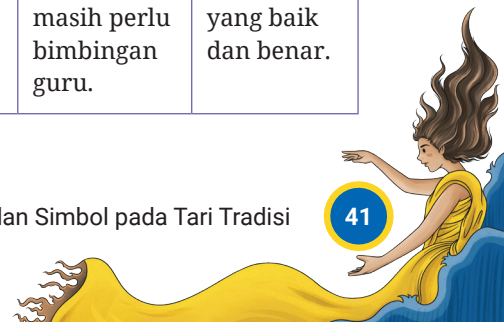 masih perlu
bimbingan
guru.
yang baik
dan benar.
dan Simbol pada Tari Tradisi
41